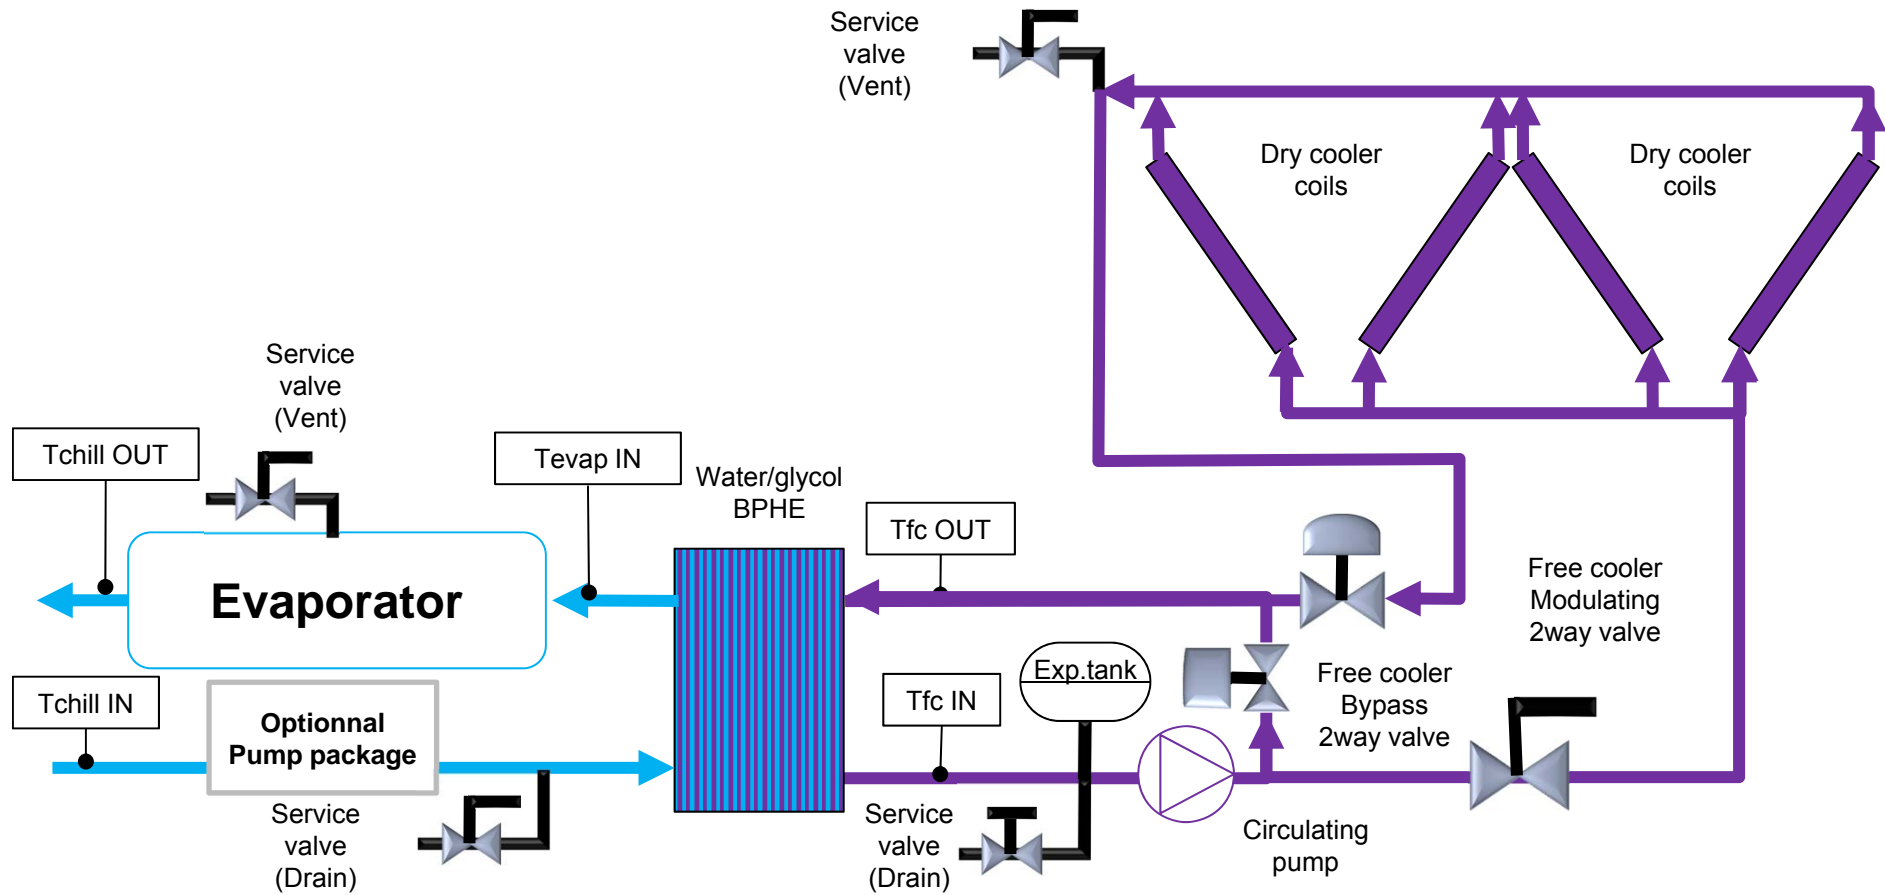 Service
valve
(Vent)
Dry cooler
coils
Dry cooler
coils
Service
valve
(Vent)
Tchill OUT
Tevap IN
Water/glycol
BPHE
Tfc OUT
Evaporator
Free cooler
Modulating
2way valve
Tchill IN
Optionnal
Pump package
Tfc IN
Exp.tank
Free cooler
Bypass
2way valve
Service
valve
(Drain)
Service
valve
(Drain)
Circulating
pump